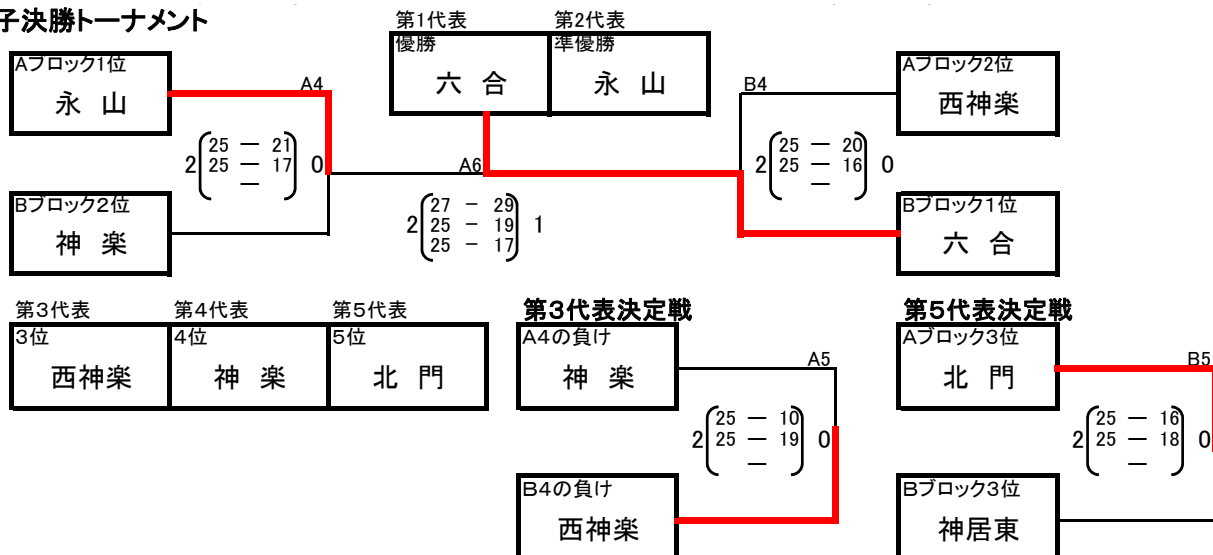 子決勝トーナメント
第1代表 第2代表
優勝 準優勝
六 合 永 山
Aブロック1位
永 山
A4
2 25 － 21 0
25 － 17
－
Bブロック2位
神 楽
A6
2 27 － 29 1
25 － 19
25 － 17
B4
2 25 － 20 0
25 － 16
－
Aブロック2位
西神楽
Bブロック1位
六 合
第3代表 第4代表 第5代表
3位 4位 5位
西神楽 神 楽 北 門
第3代表決定戦
A4の負け
神 楽
A5
2 25 － 10 0
25 － 19
－
B4の負け
西神楽
第5代表決定戦
Aブロック3位
北 門
B5
2 25 － 16 0
25 － 18
－
Bブロック3位
神居東